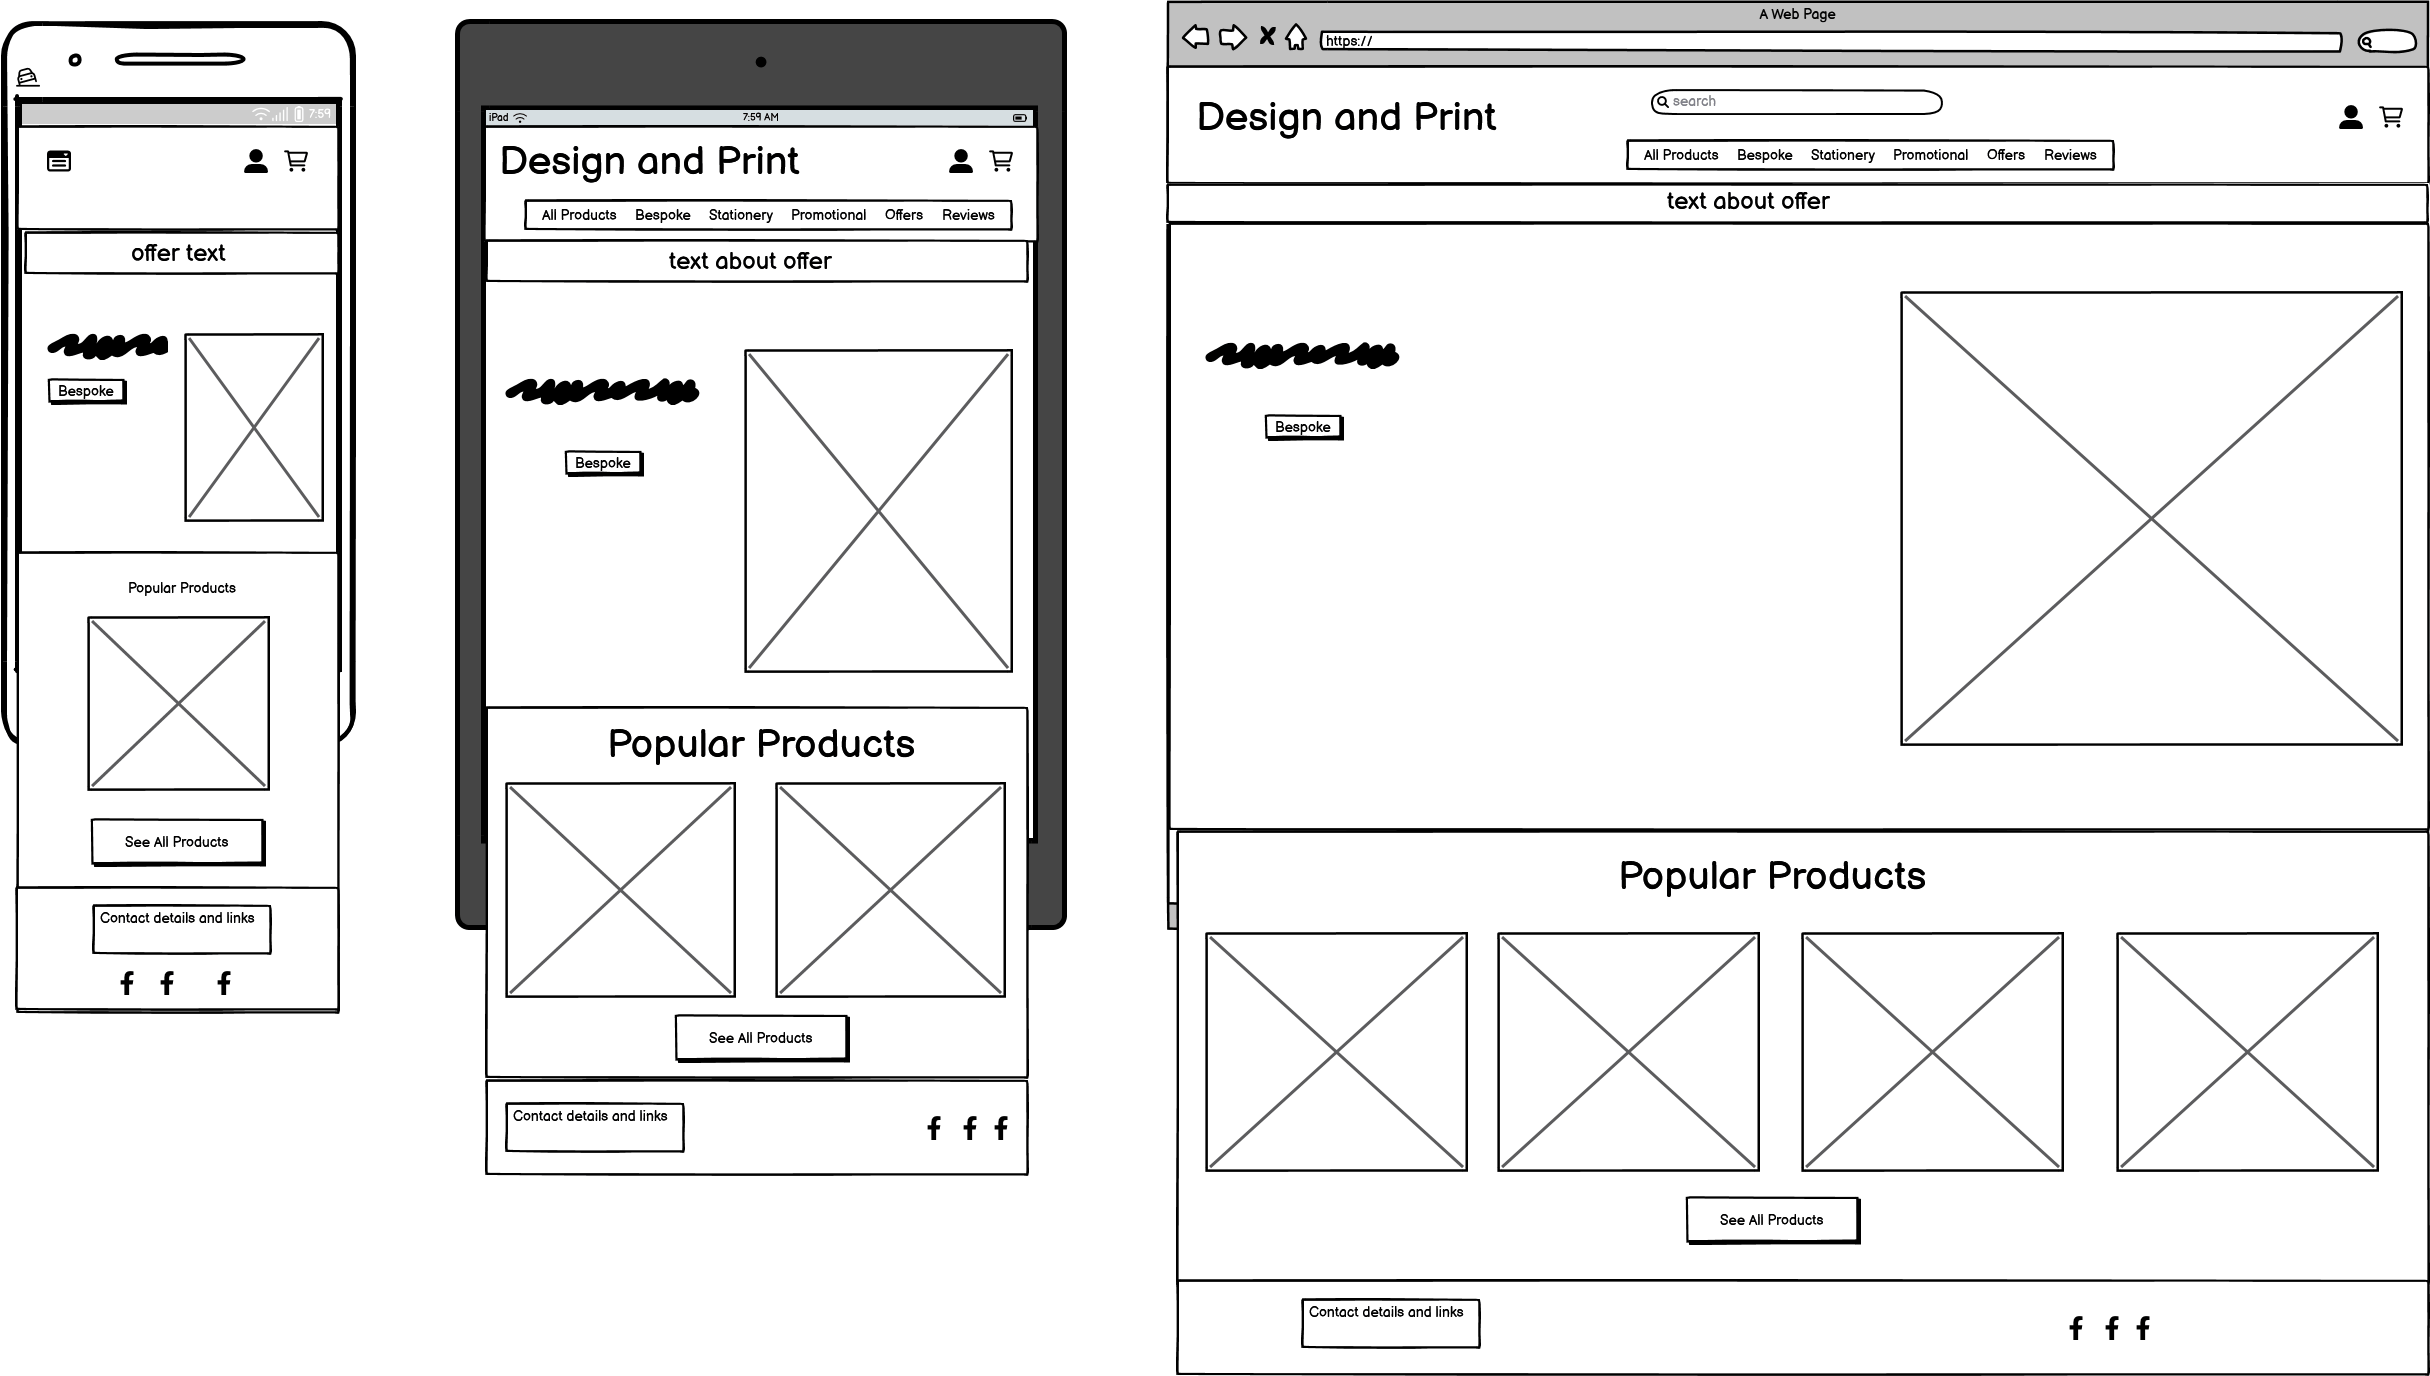 7:59
offer text
Bespoke
Popular Products
See All Products
Contact details and links
iPad 7:59 AM
Design and Print
All Products Bespoke Stationery Promotional Offers Reviews
text about offer
Bespoke
Popular Products
See All Products
Contact details and links
A Web Page
https://
search
Design and Print
All Products Bespoke Stationery Promotional Offers Reviews
text about offer
Bespoke
Popular Products
See All Products
Contact details and links